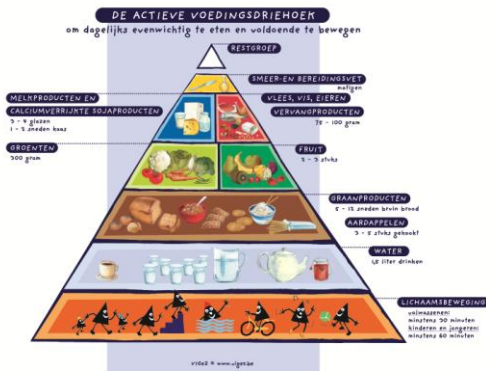 DE ACTIEVE VOEDINGSDRIEHOEK
om dagelijks evenwichtig te eten en voldoende te bewegen
RESTGROEP
SMEER- EN BEREIDINGSVET
matigen
MELKPRODUCTEN EN
CALCIUMVERRIJKTE SOJAPRODUCTEN
3 - 4 glazen
1 - 2 sneden kaas
VLEES, VIS, EIEREN
VERVANGPRODUCTEN
75 - 100 gram
GROENTEN
300 gram
FRUIT
2 - 3 stuks
GRAANPRODUCTEN
5 - 12 sneden bruin brood
AARDAPPELEN
3 - 5 stuks gekookt
WATER
1,5 liter drinken
LICHAAMSBEWEGING
volwassenen:
minstens 30 minuten
kinderen en jongeren:
minstens 60 minuten
VIGeZ © www.vigez.be